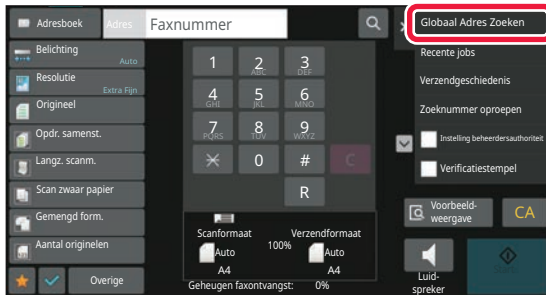 Adresboek
Adres
Faxnummer
Globaal Adres Zoeken
Belichting
Auto
Resolutie
Extra Fijn
Origineel
Opdr. samenst.
Langz. scanm.
Scan zwaar papier
Gemengd form.
Aantal originelen
Overige
1
2
ABC
3
DEF
4
GHI
5
JKL
6
MNO
7
PQRS
8
TUV
9
WXYZ
0
#
C
R
Scanformaat
Verzendformaat
Auto
100%
Auto
A4
A4
Geheugen faxontvangst: 0%
Recente jobs
Verzendgeschiedenis
Zoeknummer oproepen
Instelling beheerdersauthoriteit
Verificatiestempel
Voorbeeld-
weergave
CA
Luid-
spreker
Start